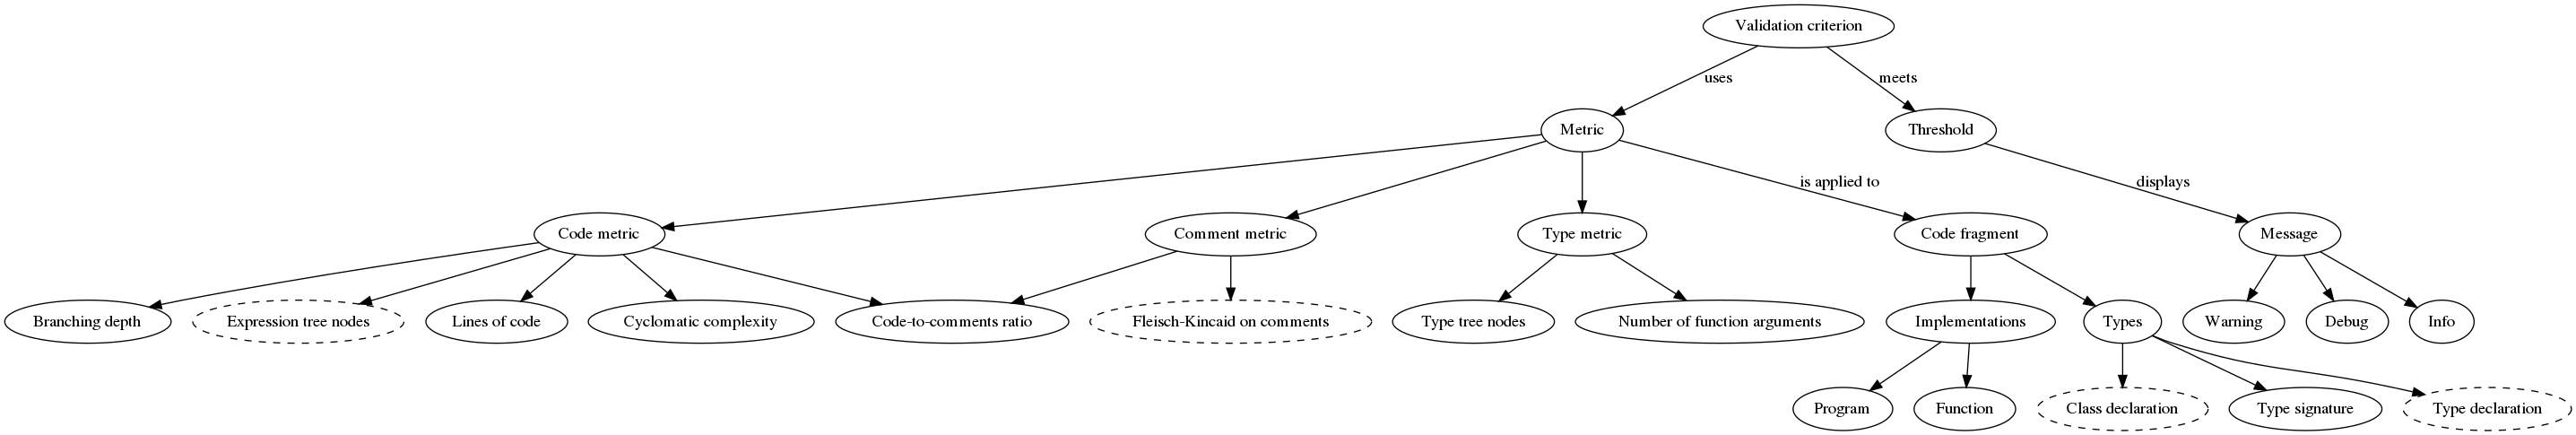 Validation criterion
uses
meets
Metric
Threshold
is applied to
displays
Code metric
Comment metric
Type metric
Code fragment
Message
Branching depth
Expression tree nodes
Lines of code
Cyclomatic complexity
Code-to-comments ratio
Fleisch-Kincaid on comments
Type tree nodes
Number of function arguments
Implementations
Types
Warning
Debug
Info
Program
Function
Class declaration
Type signature
Type declaration